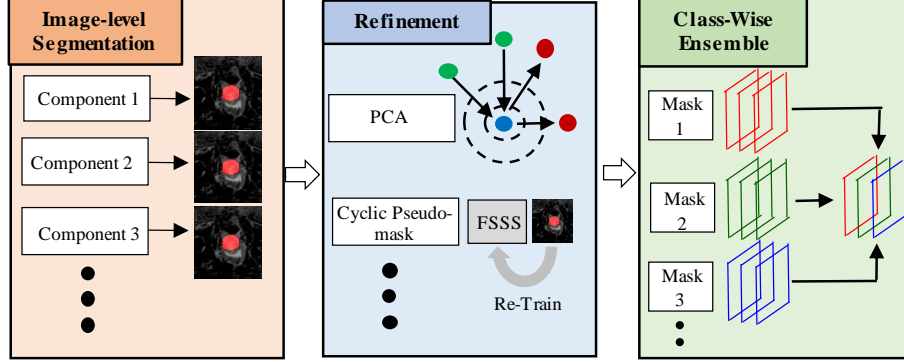 Image-level
Segmentation
Component 1
Component 2
Component 3
Refinement
PCA
Cyclic Pseudo-
mask
FSSS
Re-Train
Class-Wise
Ensemble
Mask
1
Mask
2
Mask
3